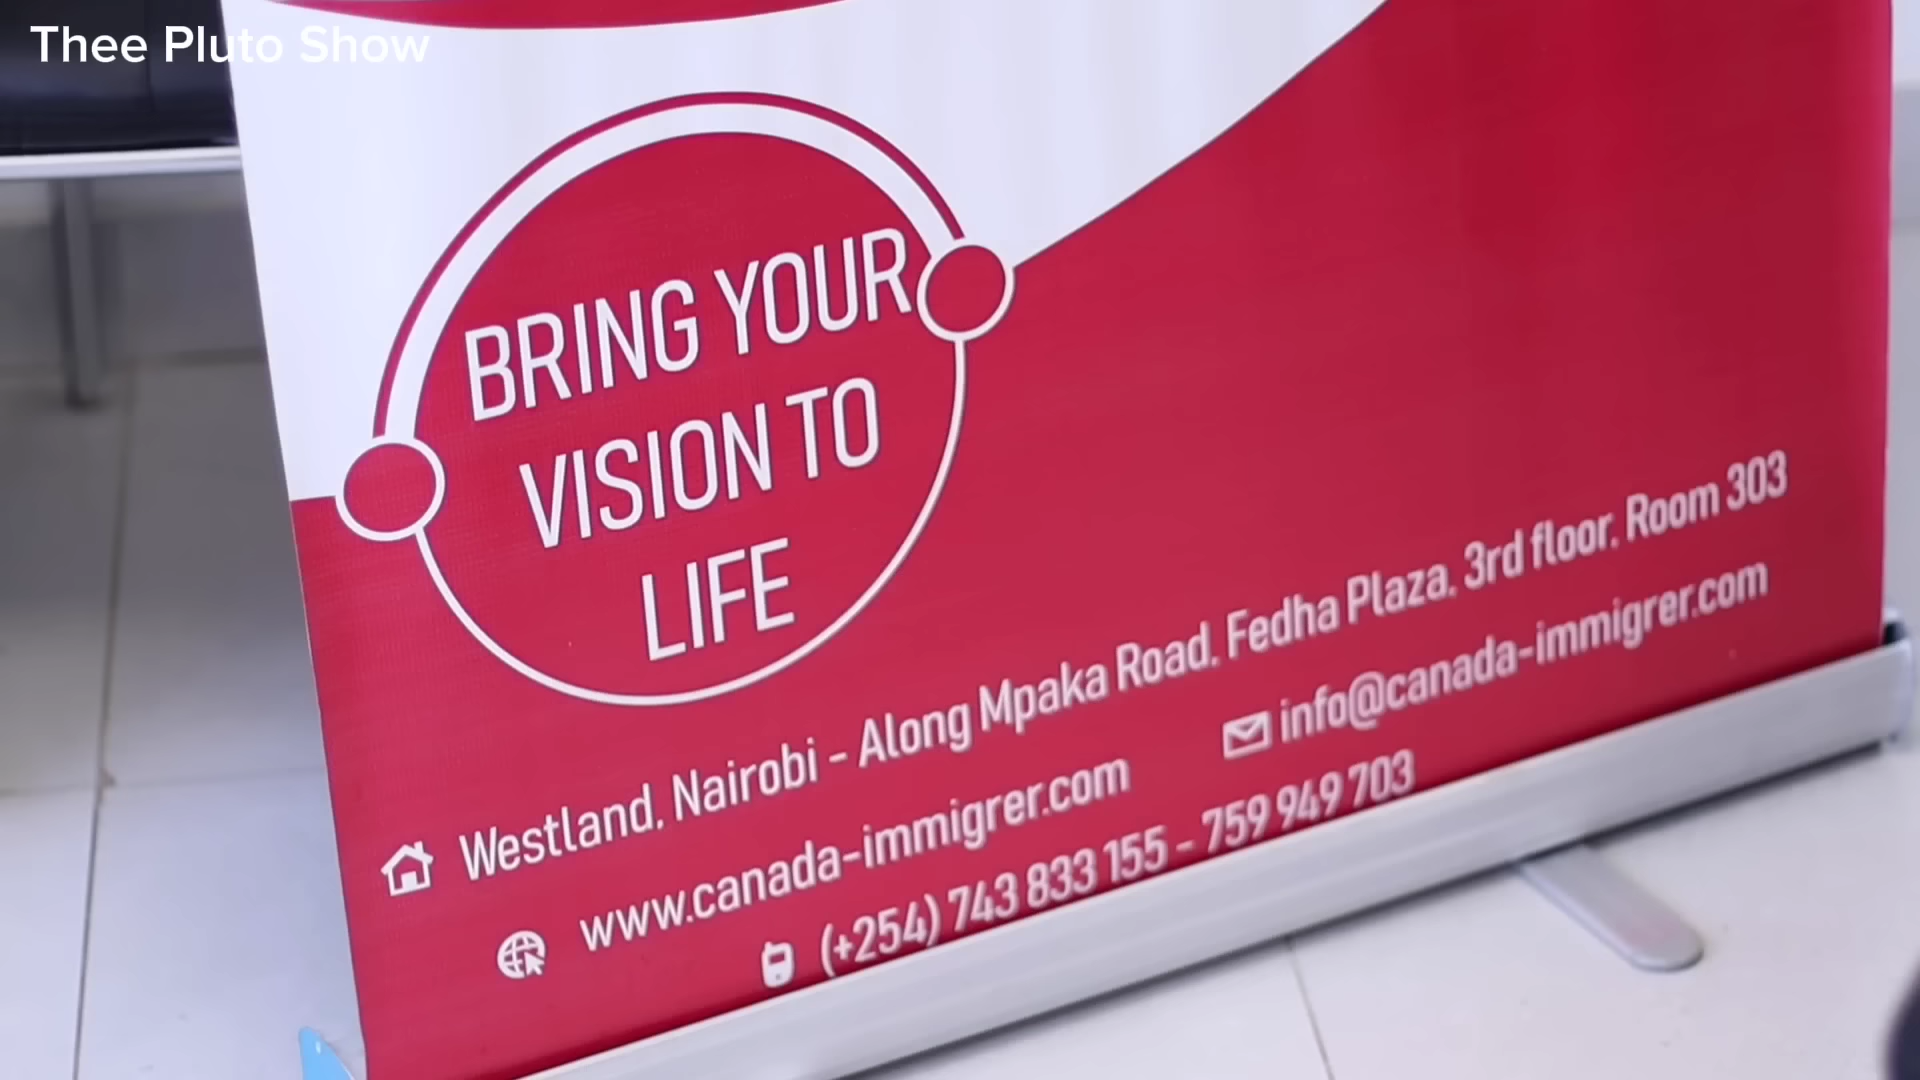 Thee Pluto Show
BRING YOUR
VISION TO
LIFE
Westland, Nairobi - Along Mpaka Road, Fedha Plaza, 3rd floor, Room 303
www.canada-immigrer.com
info@canada-immigrer.com
(+254) 743 833 155 - 759 949 703